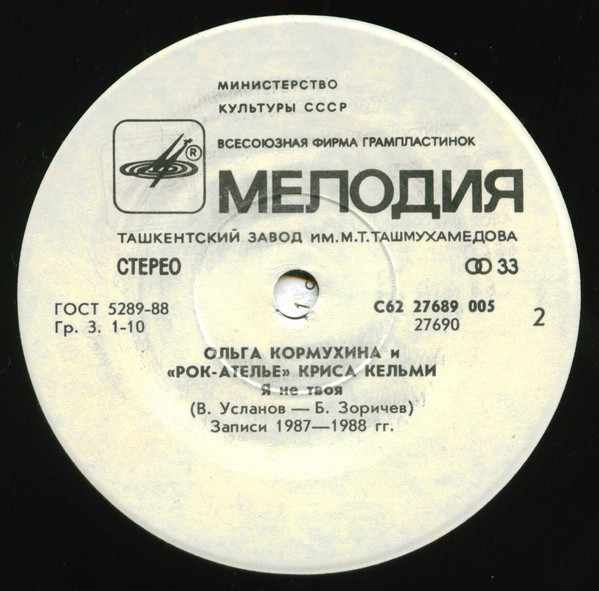 МИНИСТЕРСТВО
КУЛЬТУРЫ СССР
ВСЕСОЮЗНАЯ ФИРМА ГРАМПЛАСТИНОК
®
МЕЛОДИЯ
ТАШКЕНТСКИЙ ЗАВОД ИМ. М.Т.ТАШМУХАМЕДОВА
СТЕРЕО 33
ГОСТ 5289-88 С62 27689 005
Гр. 3. 1-10 27690 2
ОЛЬГА КОРМУХИНА и
«РОК-АТЕЛЬЕ» КРИСА КЕЛЬМИ
Я не твоя
(В. Усланов — Б. Зоричев)
Записи 1987—1988 гг.